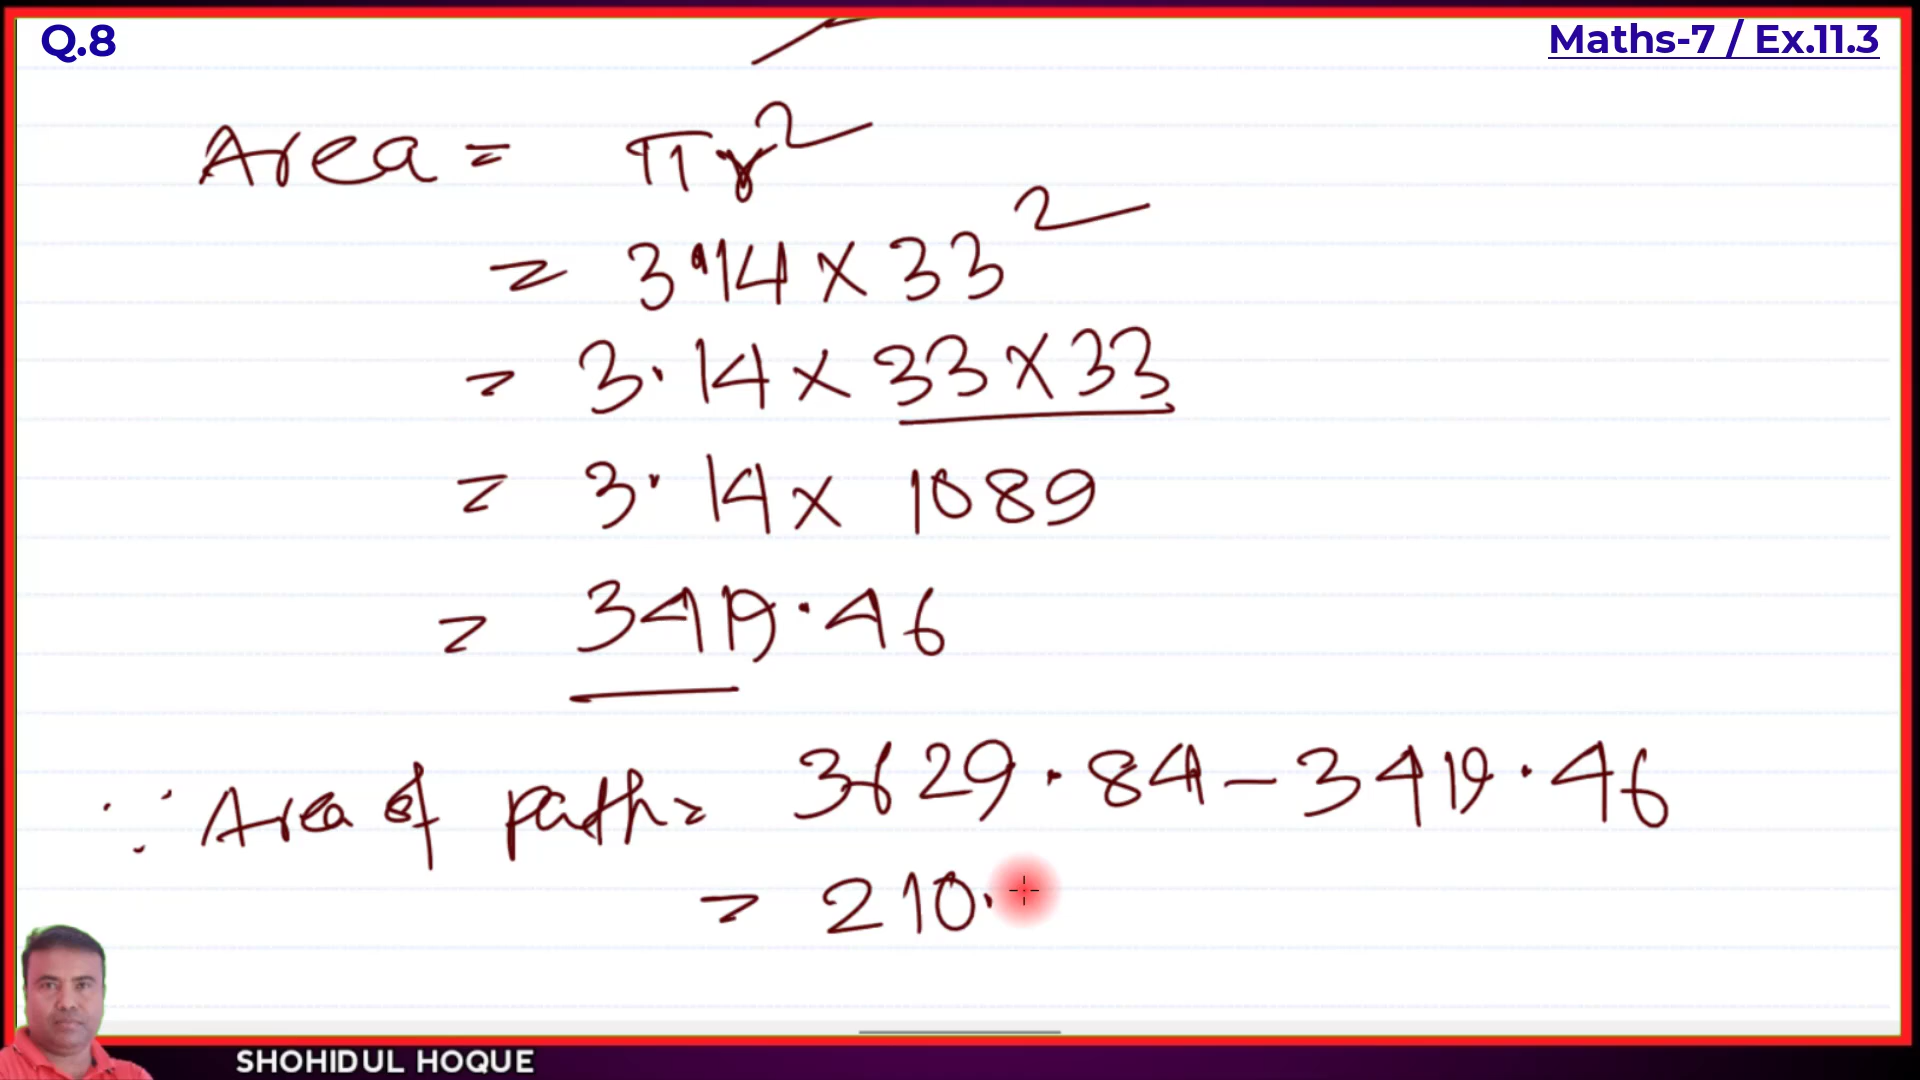 Q.8
Maths-7 / Ex.11.3
Area = πr²
= 3.14 × 33²
= 3.14 × 33 × 33
= 3.14 × 1089
= 3419.46
∵ Area of path = 3629.84 - 3419.46
= 210.
SHOHIDUL HOQUE